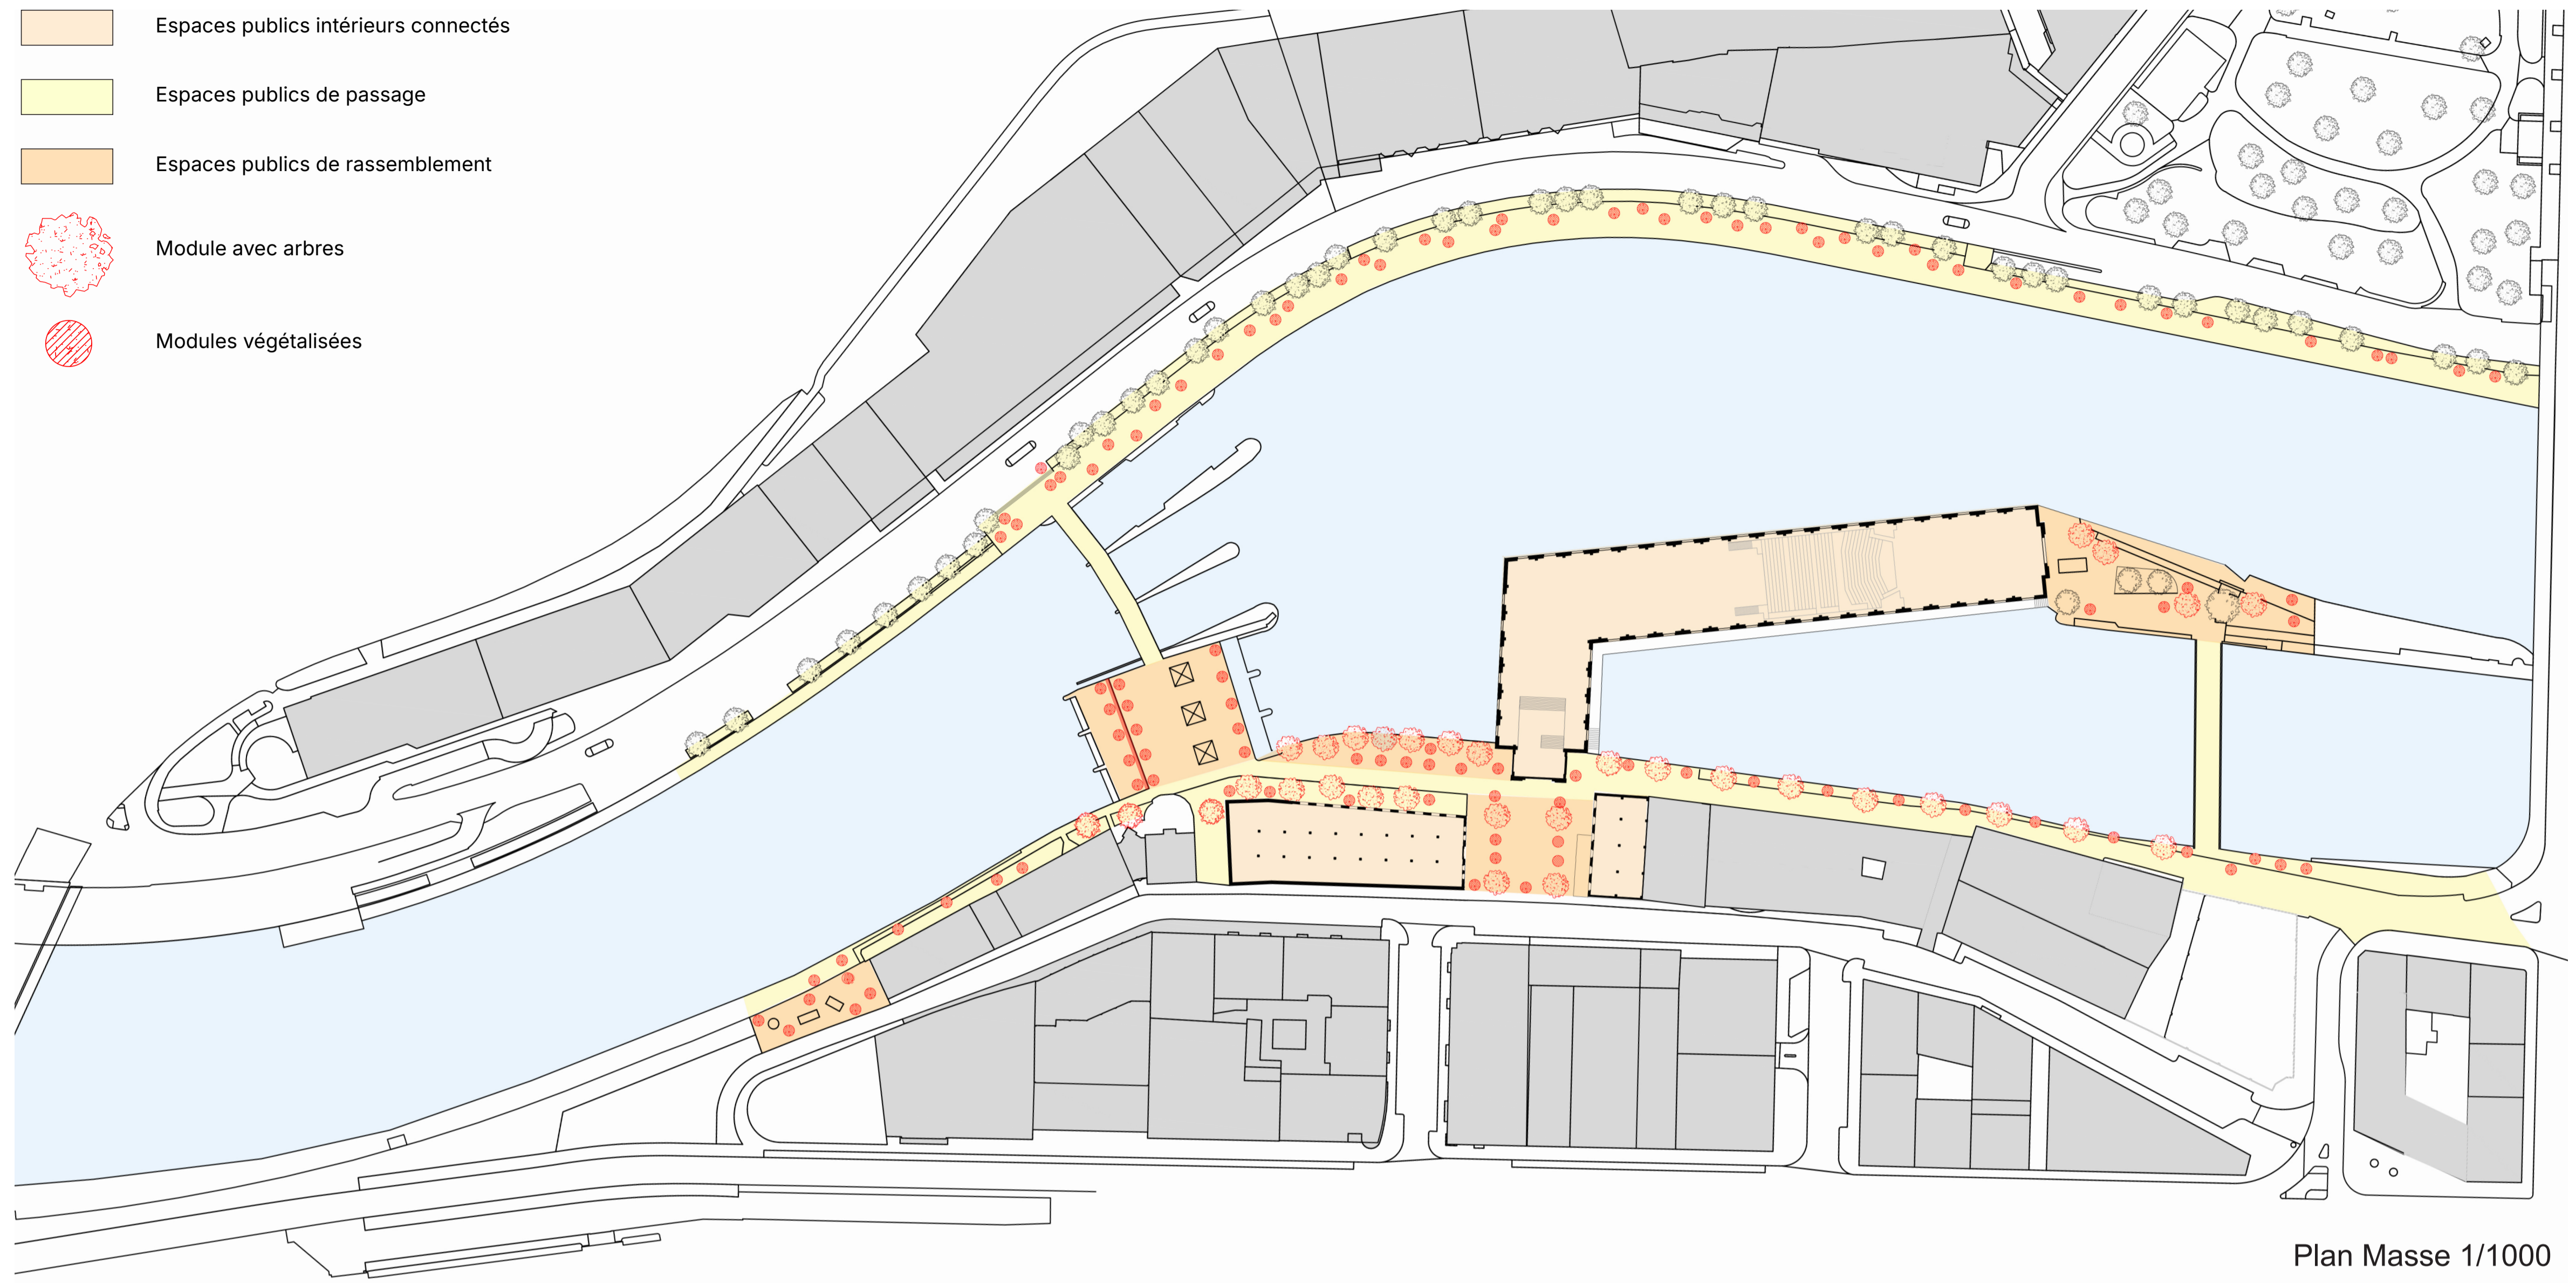 Espaces publics intérieurs connectés
Espaces publics de passage
Espaces publics de rassemblement
Module avec arbres
Modules végétalisées
Plan Masse 1/1000